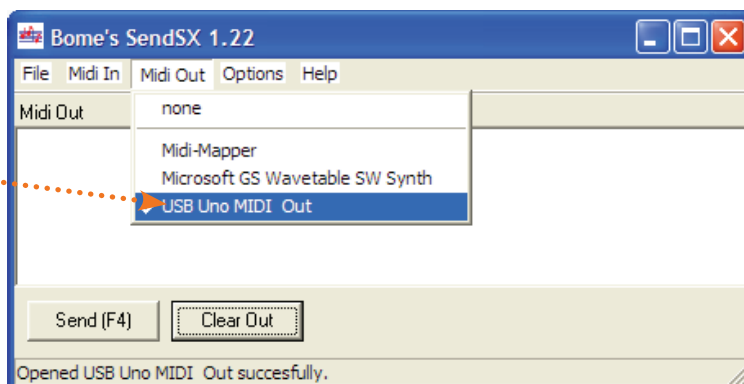 Bome's SendSX 1.22
File Midi In Midi Out Options Help
Midi Out
none
Midi-Mapper
Microsoft GS Wavetable SW Synth
USB Uno MIDI  Out
Send (F4) Clear Out
Opened USB Uno MIDI  Out succesfully.